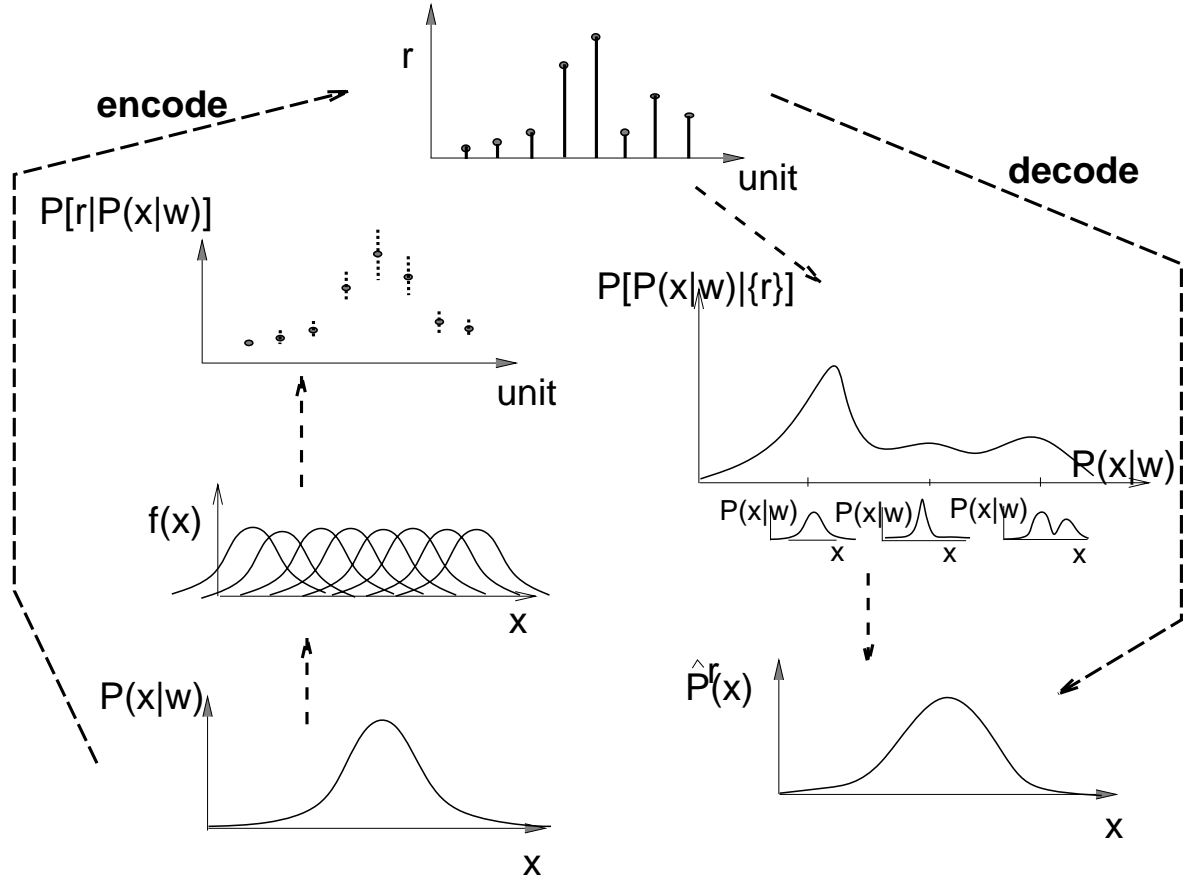 r
encode
unit
decode
P[r|P(x|w)]
unit
P[P(x|w)|{r}]
P(x|w)
f(x)
x
P(x|w) P(x|w) P(x|w)
x x x
P(x|w)
x
P̂ʳ(x)
x